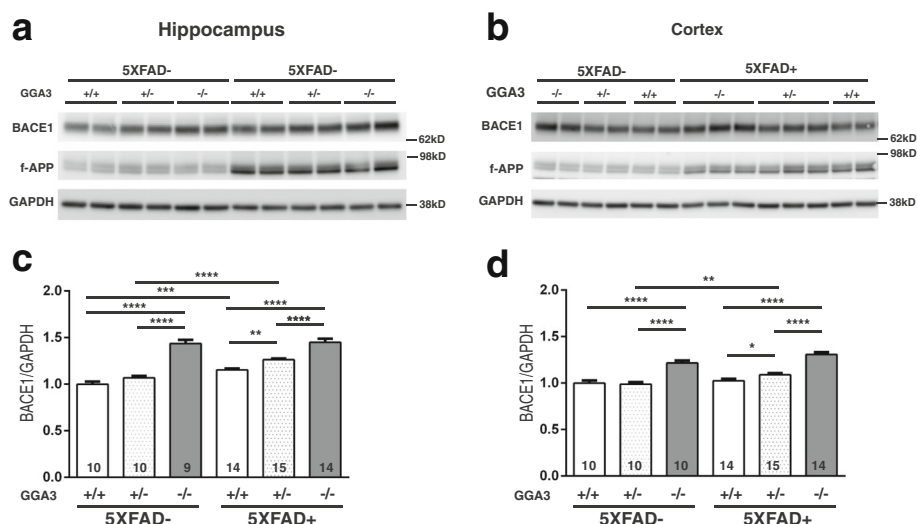 a Hippocampus
5XFAD- 5XFAD-
GGA3 +/+ +/- -/- +/+ +/- -/-
BACE1
62kD
98kD
f-APP
GAPDH 38kD
b Cortex
5XFAD- 5XFAD+
GGA3 -/- +/- +/+ -/- +/- +/+
BACE1
62kD
98kD
f-APP
GAPDH 38kD
c
BACE1/GAPDH
2.0
1.5
1.0
0.5
0.0
****
***
**** ****
**** ** ****
10 10 9 14 15 14
GGA3 +/+ +/- -/- +/+ +/- -/-
5XFAD- 5XFAD+
d
BACE1/GAPDH
2.0
1.5
1.0
0.5
0.0
**
**** ****
**** * ****
10 10 10 14 15 14
GGA3 +/+ +/- -/- +/+ +/- -/-
5XFAD- 5XFAD+